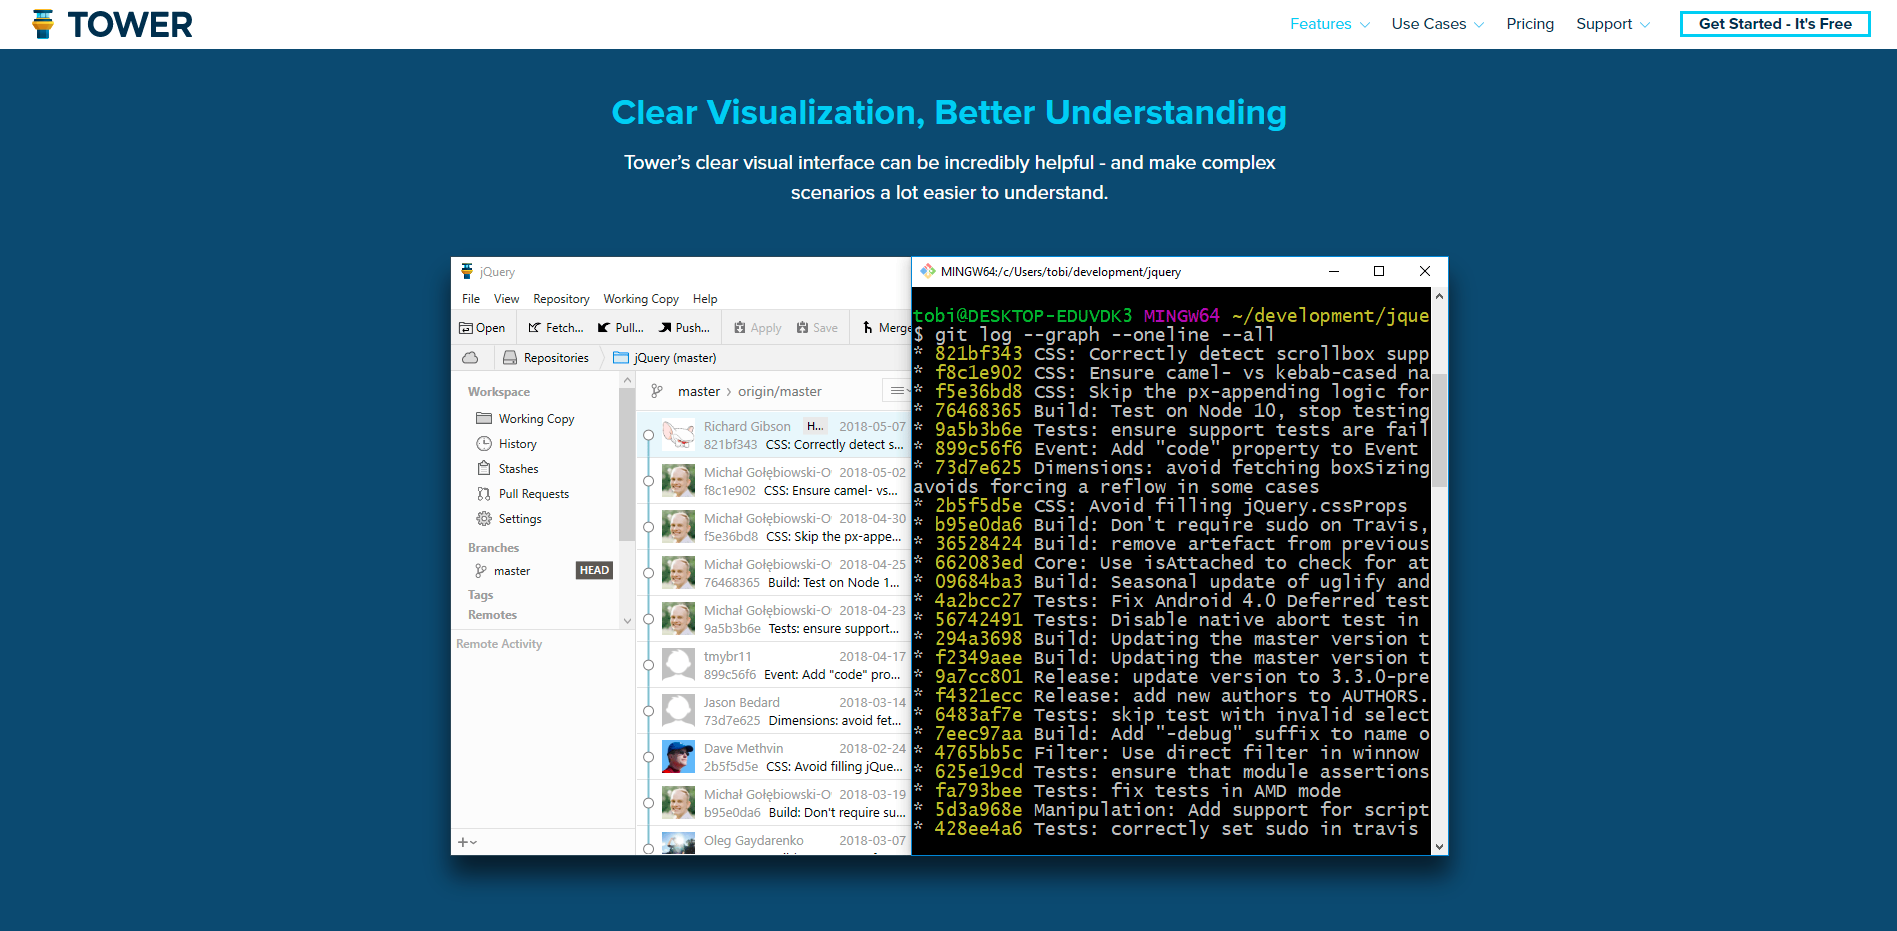 TOWER
Features
Use Cases
Pricing
Support
Get Started - It's Free
Clear Visualization, Better Understanding
Tower's clear visual interface can be incredibly helpful - and make complex
scenarios a lot easier to understand.
jQuery
File View Repository Working Copy Help
Open Fetch... Pull... Push... Apply Save Merge
Repositories jQuery (master)
Workspace
Working Copy
History
Stashes
Pull Requests
Settings
Branches
master HEAD
Tags
Remotes
Remote Activity
master › origin/master
Richard Gibson H... 2018-05-07
821bf343 CSS: Correctly detect s...
Michał Gołębiowski-O 2018-05-02
f8c1e902 CSS: Ensure camel- vs...
Michał Gołębiowski-O 2018-04-30
f5e36bd8 CSS: Skip the px-appe...
Michał Gołębiowski-O 2018-04-25
76468365 Build: Test on Node 1...
Michał Gołębiowski-O 2018-04-23
9a5b3b6e Tests: ensure support...
tmybr11 2018-04-17
899c56f6 Event: Add "code" pro...
Jason Bedard 2018-03-14
73d7e625 Dimensions: avoid fet...
Dave Methvin 2018-02-24
2b5f5d5e CSS: Avoid filling jQue...
Michał Gołębiowski-O 2018-03-19
b95e0da6 Build: Don't require su...
Oleg Gaydarenko 2018-03-07
MINGW64:/c/Users/tobi/development/jquery
tobi@DESKTOP-EDUVDK3 MINGW64 ~/development/jque
$ git log --graph --oneline --all
* 821bf343 CSS: Correctly detect scrollbox supp
* f8c1e902 CSS: Ensure camel- vs kebab-cased na
* f5e36bd8 CSS: Skip the px-appending logic for
* 76468365 Build: Test on Node 10, stop testing
* 9a5b3b6e Tests: ensure support tests are fail
* 899c56f6 Event: Add "code" property to Event
* 73d7e625 Dimensions: avoid fetching boxSizing
avoids forcing a reflow in some cases
* 2b5f5d5e CSS: Avoid filling jQuery.cssProps
* b95e0da6 Build: Don't require sudo on Travis,
* 36528424 Build: remove artefact from previous
* 662083ed Core: Use isAttached to check for at
* 09684ba3 Build: Seasonal update of uglify and
* 4a2bcc27 Tests: Fix Android 4.0 Deferred test
* 56742491 Tests: Disable native abort test in
* 294a3698 Build: Updating the master version t
* f2349aee Build: Updating the master version t
* 9a7cc801 Release: update version to 3.3.0-pre
* f4321ecc Release: add new authors to AUTHORS.
* 6483af7e Tests: skip test with invalid select
* 7eec97aa Build: Add "-debug" suffix to name o
* 4765bb5c Filter: Use direct filter in winnow
* 625e19cd Tests: ensure that module assertions
* fa793bee Tests: fix tests in AMD mode
* 5d3a968e Manipulation: Add support for script
* 428ee4a6 Tests: correctly set sudo in travis